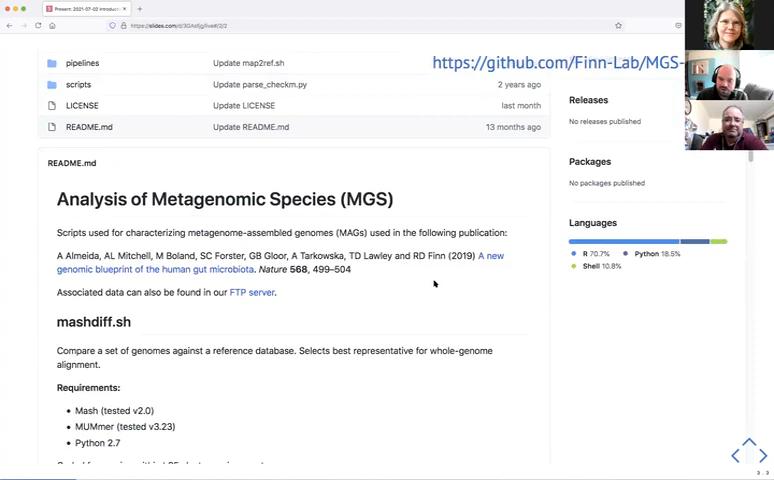 Present: 2021-07-02
https://slides.com/d/3GAs6jg/live#/2/2
https://github.com/Finn-Lab/MGS-
pipelines Update map2ref.sh
scripts Update parse_checkm.py 2 years ago
LICENSE Update LICENSE last month
README.md Update README.md 13 months ago
Releases
No releases published
Packages
No packages published
Languages
R 70.7% Python 18.5%
Shell 10.8%
README.md
Analysis of Metagenomic Species (MGS)
Scripts used for characterizing metagenome-assembled genomes (MAGs) used in the following publication:
A Almeida, AL Mitchell, M Boland, SC Forster, GB Gloor, A Tarkowska, TD Lawley and RD Finn (2019) A new
genomic blueprint of the human gut microbiota. Nature 568, 499–504
Associated data can also be found in our FTP server.
mashdiff.sh
Compare a set of genomes against a reference database. Selects best representative for whole-genome
alignment.
Requirements:
• Mash (tested v2.0)
• MUMmer (tested v3.23)
• Python 2.7
3 . 3